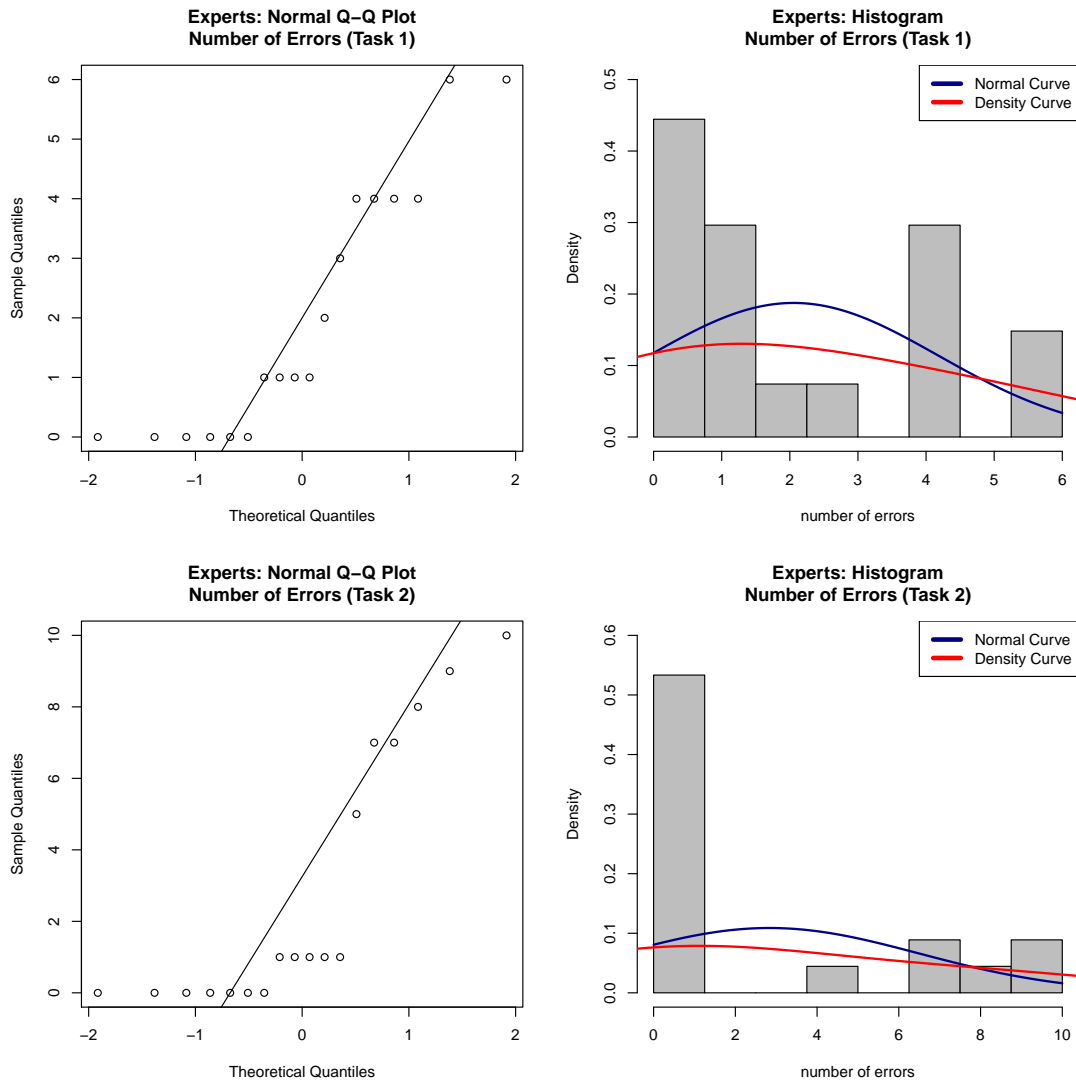 Experts: Normal Q−Q Plot
Number of Errors (Task 1)
Sample Quantiles
0 1 2 3 4 5 6
−2 −1 0 1 2
Theoretical Quantiles
Experts: Histogram
Number of Errors (Task 1)
Normal Curve
Density Curve
Density
0.0 0.1 0.2 0.3 0.4 0.5
0 1 2 3 4 5 6
number of errors
Experts: Normal Q−Q Plot
Number of Errors (Task 2)
Sample Quantiles
0 2 4 6 8 10
−2 −1 0 1 2
Theoretical Quantiles
Experts: Histogram
Number of Errors (Task 2)
Normal Curve
Density Curve
Density
0.0 0.1 0.2 0.3 0.4 0.5 0.6
0 2 4 6 8 10
number of errors